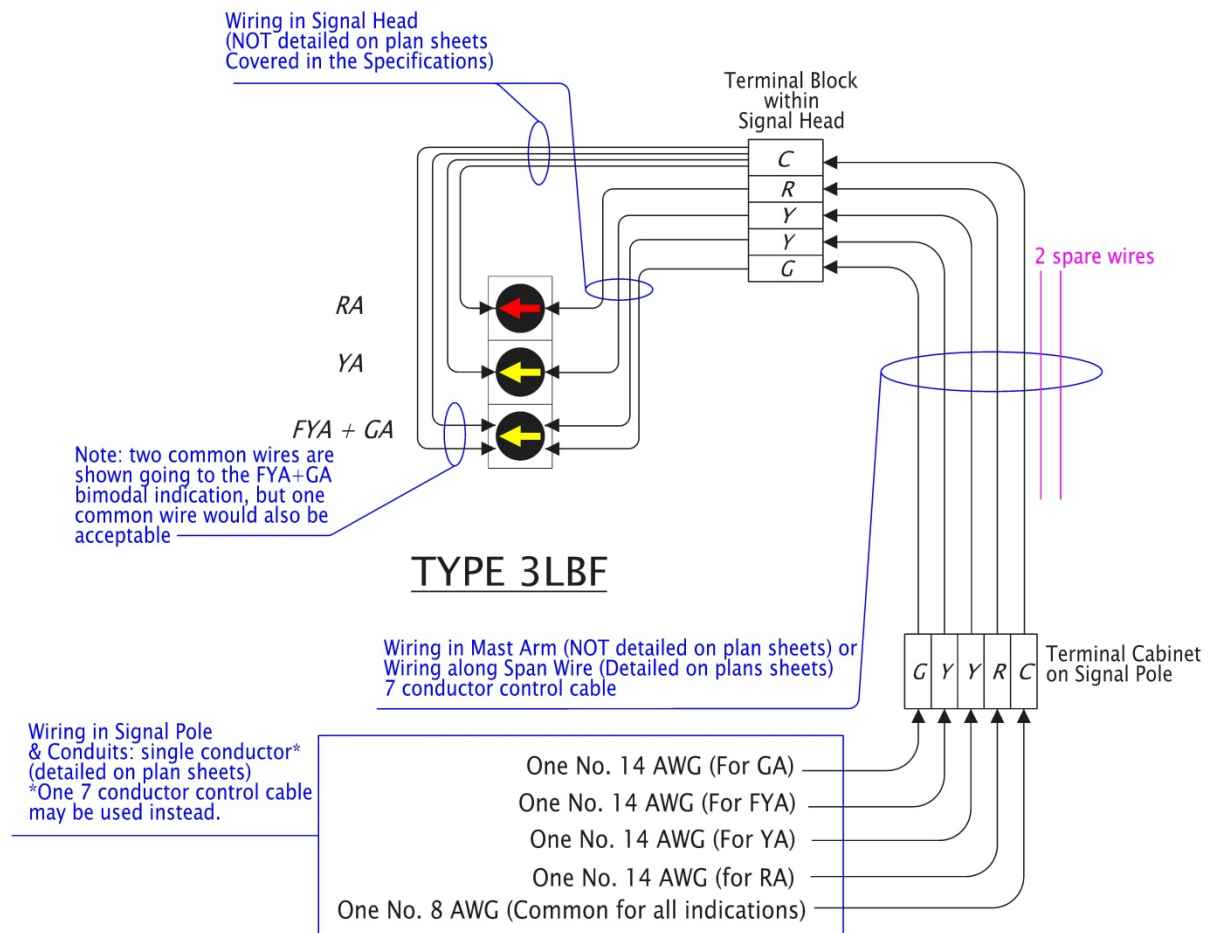 Wiring in Signal Head
(NOT detailed on plan sheets
Covered in the Specifications)
Terminal Block
within
Signal Head
C
R
Y
Y
G
2 spare wires
RA
YA
FYA + GA
Note: two common wires are
shown going to the FYA+GA
bimodal indication, but one
common wire would also be
acceptable
TYPE 3LBF
Wiring in Mast Arm (NOT detailed on plan sheets) or
Wiring along Span Wire (Detailed on plans sheets)
7 conductor control cable
G Y Y R C
Terminal Cabinet
on Signal Pole
Wiring in Signal Pole
& Conduits: single conductor*
(detailed on plan sheets)
*One 7 conductor control cable
may be used instead.
One No. 14 AWG (For GA)
One No. 14 AWG (For FYA)
One No. 14 AWG (For YA)
One No. 14 AWG (for RA)
One No. 8 AWG (Common for all indications)